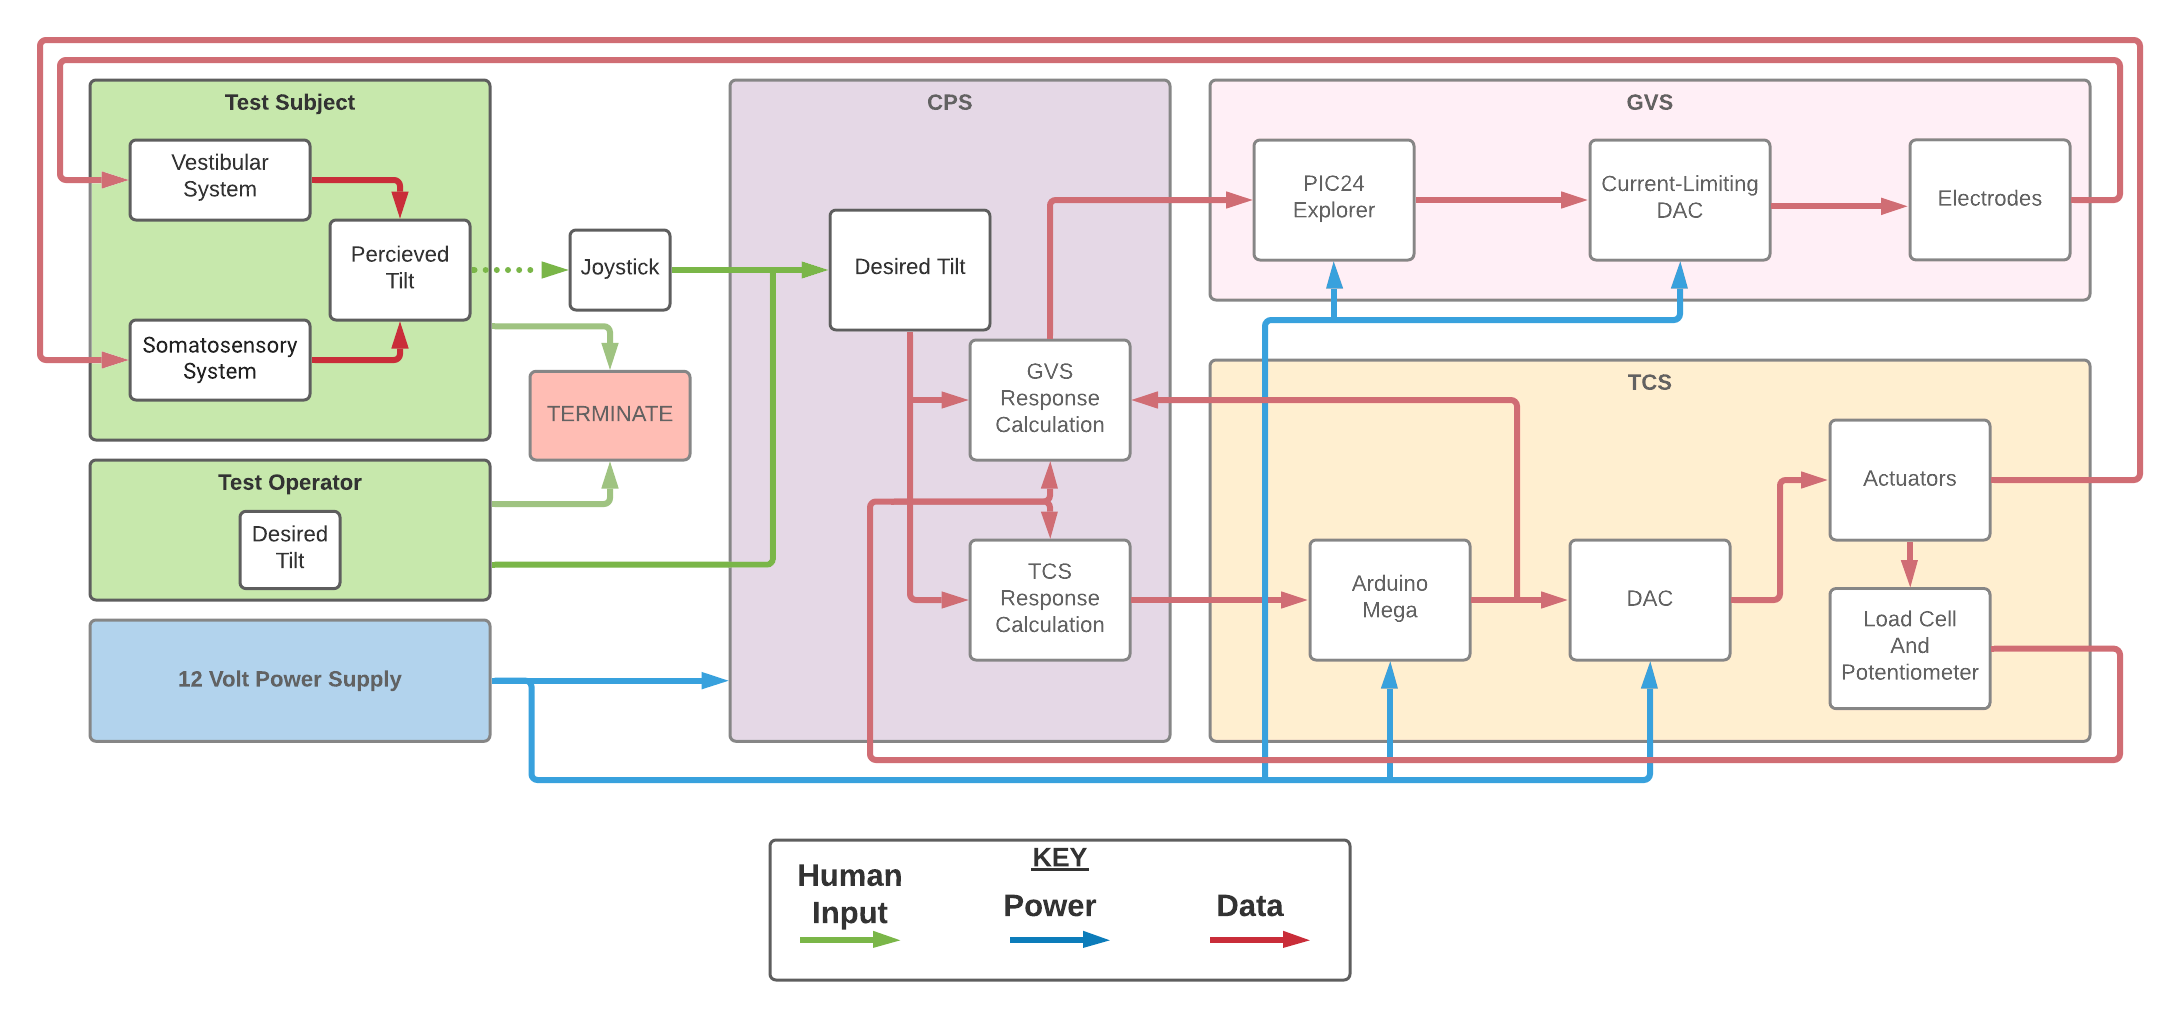 Test Subject
Vestibular
System
Percieved
Tilt
Somatosensory
System
Joystick
TERMINATE
Test Operator
Desired
Tilt
12 Volt Power Supply
CPS
Desired Tilt
GVS
Response
Calculation
TCS
Response
Calculation
GVS
PIC24
Explorer
Current-Limiting
DAC
Electrodes
TCS
Arduino
Mega
DAC
Actuators
Load Cell
And
Potentiometer
KEY
Human
Input
Power
Data